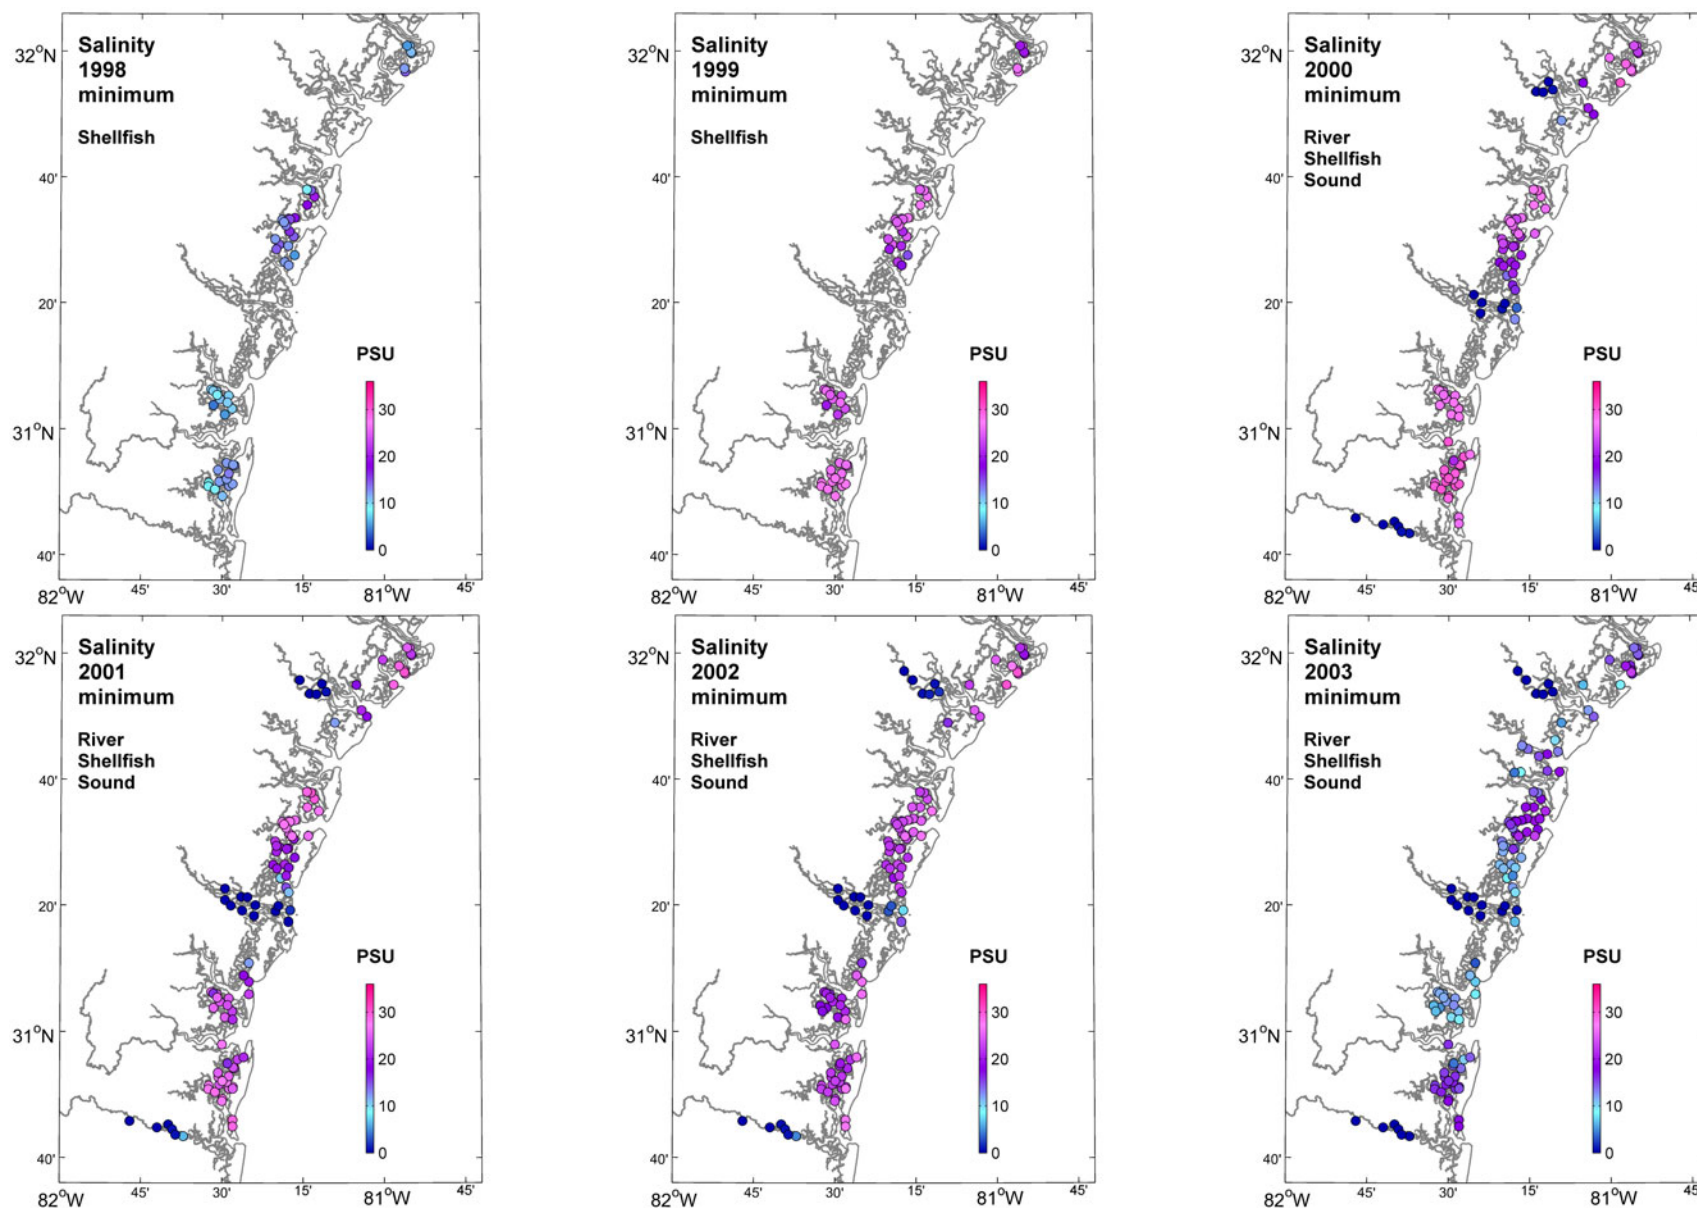 Salinity
1998
minimum
Shellfish
32°N
40'
20'
31°N
40'
PSU
30
20
10
0
82°W
45'
30'
15'
81°W
45'
Salinity
1999
minimum
Shellfish
32°N
40'
20'
31°N
40'
PSU
30
20
10
0
82°W
45'
30'
15'
81°W
45'
Salinity
2000
minimum
River
Shellfish
Sound
32°N
40'
20'
31°N
40'
PSU
30
20
10
0
82°W
45'
30'
15'
81°W
45'
Salinity
2001
minimum
River
Shellfish
Sound
32°N
40'
20'
31°N
40'
PSU
30
20
10
0
82°W
45'
30'
15'
81°W
45'
Salinity
2002
minimum
River
Shellfish
Sound
32°N
40'
20'
31°N
40'
PSU
30
20
10
0
82°W
45'
30'
15'
81°W
45'
Salinity
2003
minimum
River
Shellfish
Sound
32°N
40'
20'
31°N
40'
PSU
30
20
10
0
82°W
45'
30'
15'
81°W
45'